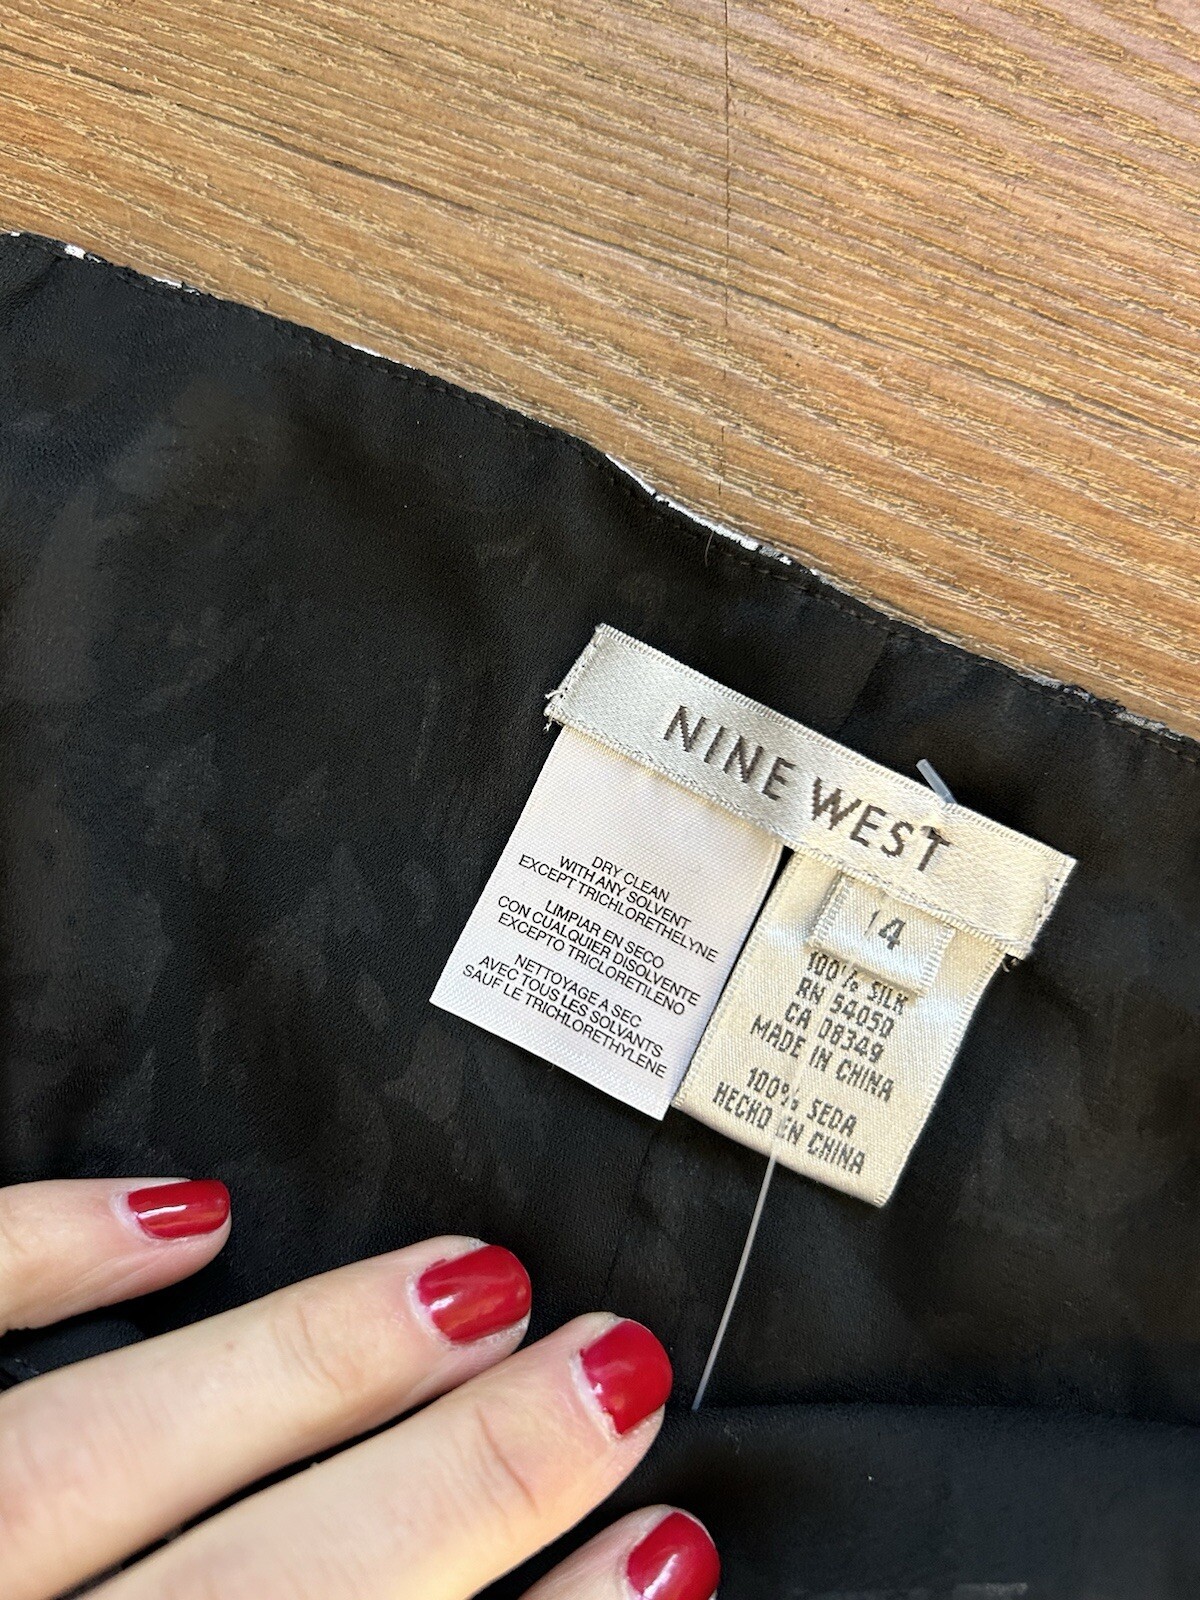 NINE WEST
DRY CLEAN
WITH ANY SOLVENT
EXCEPT TRICHLORETHELYNE
LIMPIAR EN SECO
CON CUALQUIER DISOLVENTE
EXCEPTO TRICLORETILENO
NETTOYAGE A SEC
AVEC TOUS LES SOLVANTS
SAUF LE TRICHLORETHYLENE
14
100% SILK
RN 54050
CA 08349
MADE IN CHINA
100% SEDA
HECHO EN CHINA